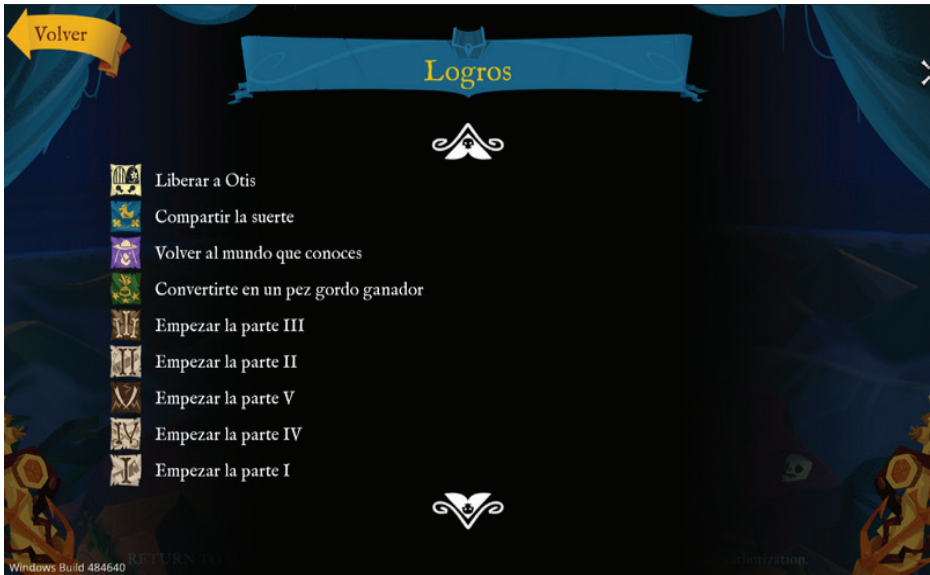 Volver
Logros
Liberar a Otis
Compartir la suerte
Volver al mundo que conoces
Convertirte en un pez gordo ganador
Empezar la parte III
Empezar la parte II
Empezar la parte V
Empezar la parte IV
Empezar la parte I
RETURN TO
Windows Build 484640